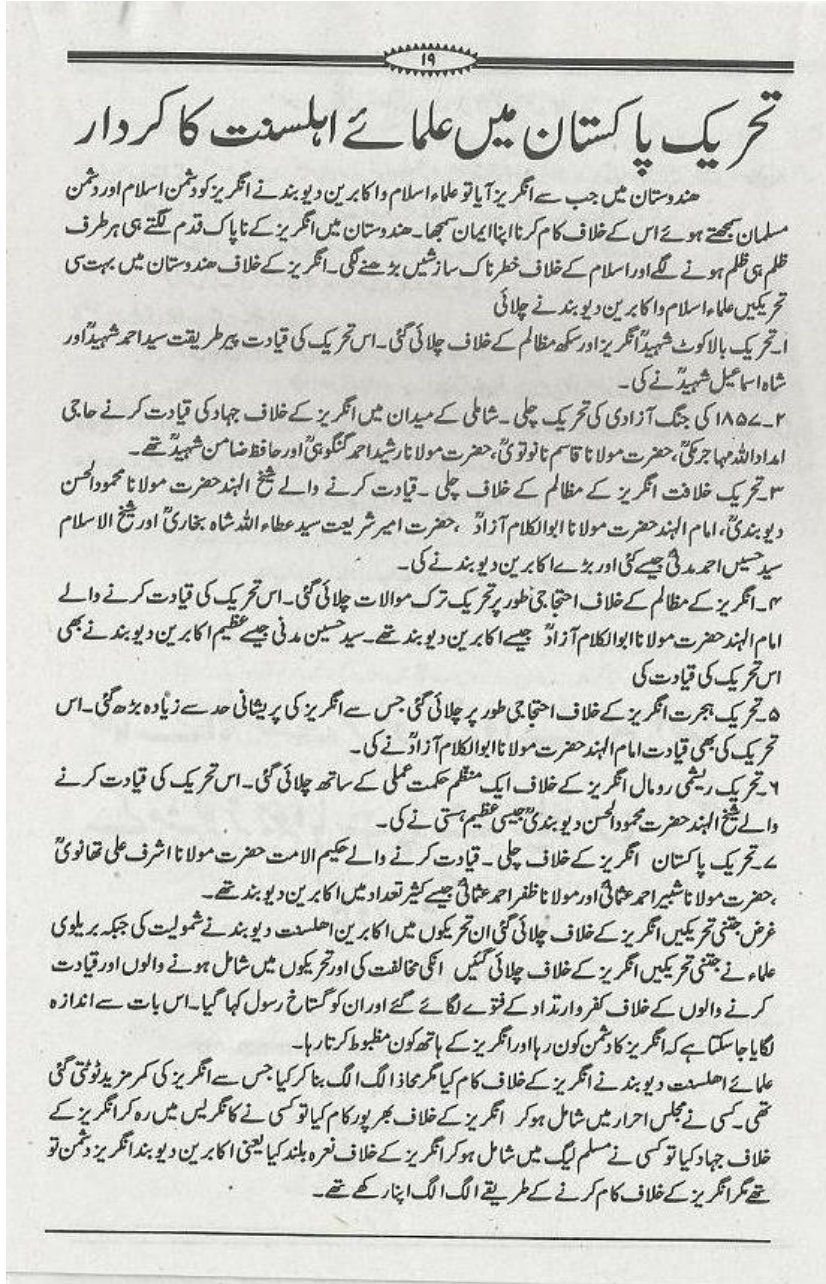 ۱۹
تحریک پاکستان میں علمائے اھلسنت کا کردار
ھندوستان میں جب سے انگریز آیا تو علماء اسلام و اکابرین دیوبند نے انگریز کو دشمن اسلام اور دشمن
مسلمان سمجھتے ہوئے اس کے خلاف کام کرنا اپنا ایمان سمجھا۔ ھندوستان میں انگریز کے ناپاک قدم لگتے ہی ہر طرف
ظلم ہی ظلم ہونے لگے اور اسلام کے خلاف خطرناک سازشیں بڑھنے لگی۔ انگریز کے خلاف ھندوستان میں بہت سی
تحریکیں علماء اسلام و اکابرین دیوبند نے چلائی
۱۔ تحریک بالاکوٹ شہیدؒ انگریز اور سکھ مظالم کے خلاف چلائی گئی۔ اس تحریک کی قیادت پیر طریقت سید احمد شہیدؒ اور
شاہ اسماعیل شہیدؒ نے کی۔
۲۔ ۱۸۵۷ کی جنگ آزادی کی تحریک چلی۔ شاملی کے میدان میں انگریز کے خلاف جہاد کی قیادت کرنے حاجی
امداد اللہ مہاجر مکیؒ، حضرت مولانا قاسم نانوتویؒ، حضرت مولانا رشید احمد گنگوہیؒ اور حافظ ضامن شہیدؒ تھے۔
۳۔ تحریک خلافت انگریز کے مظالم کے خلاف چلی۔ قیادت کرنے والے شیخ الہند حضرت مولانا محمود الحسن
دیوبندیؒ، امام الہند حضرت مولانا ابوالکلام آزادؒ ، حضرت امیر شریعت سید عطاء اللہ شاہ بخاریؒ اور شیخ الاسلام
سید حسین احمد مدنیؒ جیسے کئی اور بڑے اکابرین دیوبند نے کی۔
۴۔ انگریز کے مظالم کے خلاف احتجاجی طور پر تحریک ترک موالات چلائی گئی۔ اس تحریک کی قیادت کرنے والے
امام الہند حضرت مولانا ابوالکلام آزادؒ جیسے اکابرین دیوبند تھے۔ سید حسین مدنی جیسے عظیم اکابرین دیوبند نے بھی
اس تحریک کی قیادت کی
۵۔ تحریک ہجرت انگریز کے خلاف احتجاجی طور پر چلائی گئی جس سے انگریز کی پریشانی حد سے زیادہ بڑھ گئی۔ اس
تحریک کی بھی قیادت امام الہند حضرت مولانا ابوالکلام آزادؒ نے کی۔
۶۔ تحریک ریشمی رومال انگریز کے خلاف ایک منظم حکمت عملی کے ساتھ چلائی گئی۔ اس تحریک کی قیادت کرنے
والے شیخ الہند حضرت محمود الحسن دیوبندیؒ جیسی عظیم ہستی نے کی۔
۷۔ تحریک پاکستان انگریز کے خلاف چلی۔ قیادت کرنے والے حکیم الامت حضرت مولانا اشرف علی تھانویؒ
، حضرت مولانا شبیر احمد عثمانیؒ اور مولانا ظفر احمد عثمانیؒ جیسے کثیر تعداد میں اکابرین دیوبند تھے۔
غرض جتنی تحریکیں انگریز کے خلاف چلائی گئی ان تحریکوں میں اکابرین اھلسنت دیوبند نے شمولیت کی جبکہ بریلوی
علماء نے جتنی تحریکیں انگریز کے خلاف چلائی گئیں انکی مخالفت کی اور تحریکوں میں شامل ہونے والوں اور قیادت
کرنے والوں کے خلاف کفر و ارتداد کے فتوے لگائے گئے اور ان کو گستاخ رسول کہا گیا۔ اس بات سے اندازہ
لگایا جا سکتا ہے کہ انگریز کا دشمن کون رہا اور انگریز کے ہاتھ کون مظبوط کرتا رہا۔
علمائے اھلسنت دیوبند نے انگریز کے خلاف کام کیا مگر محاذ الگ الگ بنا کر کیا جس سے انگریز کی کمر مزید ٹوٹتی گئی
تھی۔ کسی نے مجلس احرار میں شامل ہو کر انگریز کے خلاف بھرپور کام کیا تو کسی نے کانگریس میں رہ کر انگریز کے
خلاف جہاد کیا تو کسی نے مسلم لیگ میں شامل ہو کر انگریز کے خلاف نعرہ بلند کیا یعنی اکابرین دیوبند انگریز دشمن تو
تھے مگر انگریز کے خلاف کام کرنے کے طریقے الگ الگ اپنا رکھے تھے۔